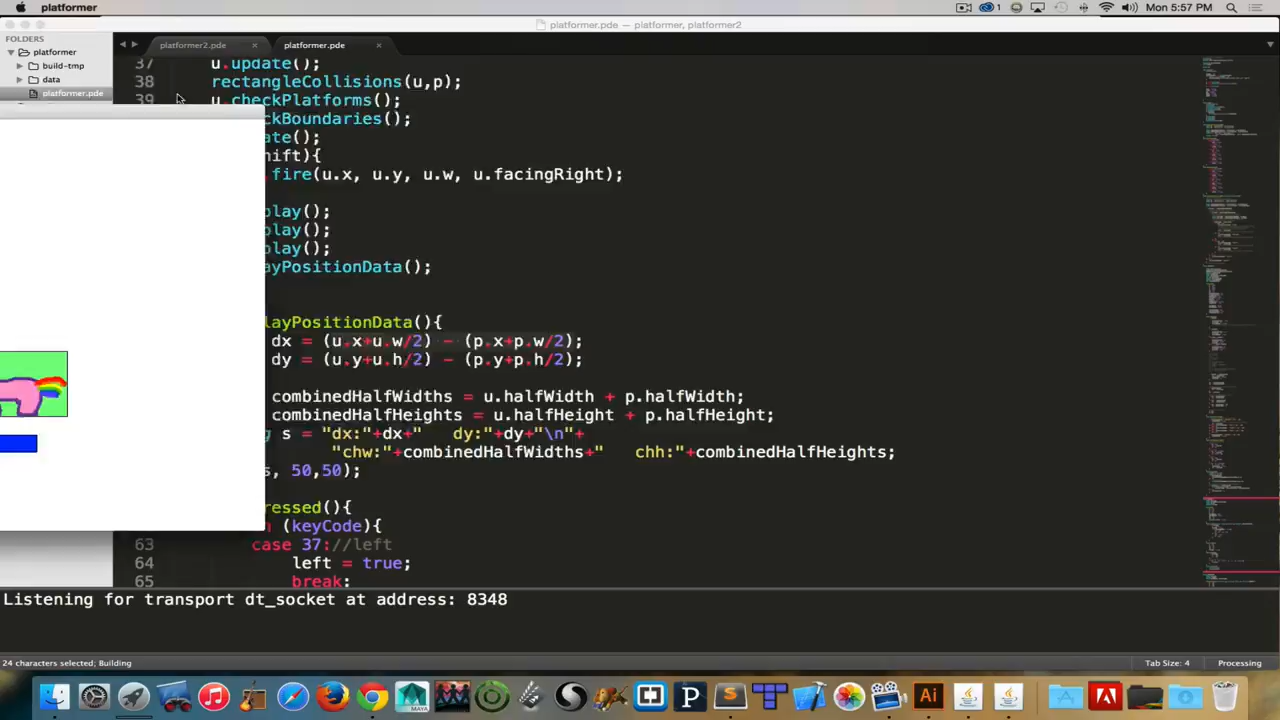 platformer
Mon 5:57 PM
platformer.pde — platformer, platformer2
FOLDERS
platformer
build-tmp
data
platformer.pde
platformer2.pde
platformer.pde
37 u.update();
38 rectangleCollisions(u,p);
39 u.checkPlatforms();
ckBoundaries();
ate();
hift){
fire(u.x, u.y, u.w, u.facingRight);
play();
play();
play();
ayPositionData();
layPositionData(){
dx = (u.x+u.w/2) - (p.x+p.w/2);
dy = (u.y+u.h/2) - (p.y+p.h/2);
combinedHalfWidths = u.halfWidth + p.halfWidth;
combinedHalfHeights = u.halfHeight + p.halfHeight;
g s = "dx:"+dx+" dy:"+dy+"\n"+
"chw:"+combinedHalfWidths+" chh:"+combinedHalfHeights;
s, 50,50);
ressed(){
(keyCode){
63 case 37://left
64 left = true;
65 break;
Listening for transport dt_socket at address: 8348
24 characters selected; Building
Tab Size: 4
Processing